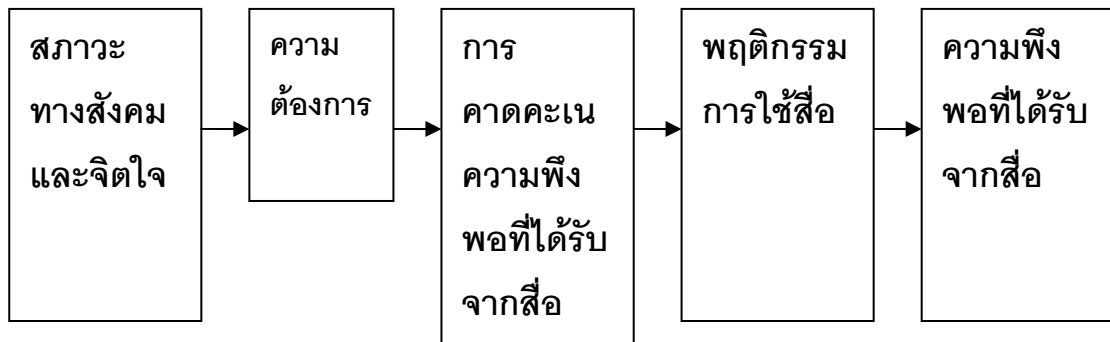 สภาวะ
ทางสังคม
และจิตใจ
ความ
ต้องการ
การ
คาดคะเน
ความพึง
พอที่ได้รับ
จากสื่อ
พฤติกรรม
การใช้สื่อ
ความพึง
พอที่ได้รับ
จากสื่อ